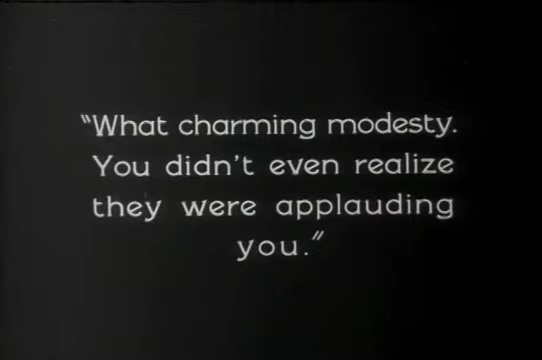 "What charming modesty.
You didn't even realize
they were applauding
you."